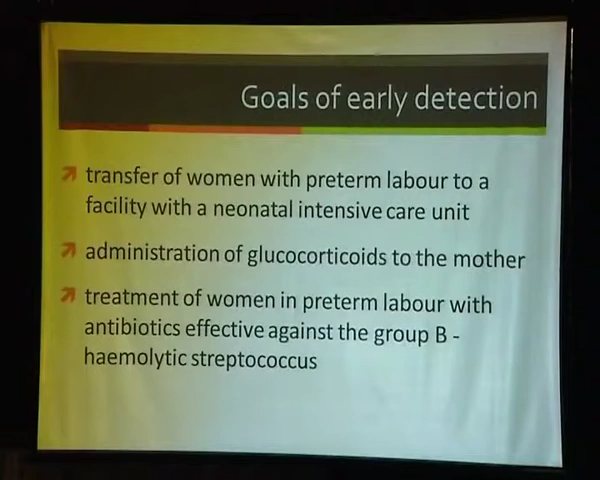 Goals of early detection
transfer of women with preterm labour to a
facility with a neonatal intensive care unit
administration of glucocorticoids to the mother
treatment of women in preterm labour with
antibiotics effective against the group B -
haemolytic streptococcus